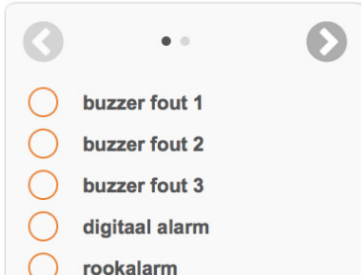 buzzer fout 1
buzzer fout 2
buzzer fout 3
digitaal alarm
rookalarm